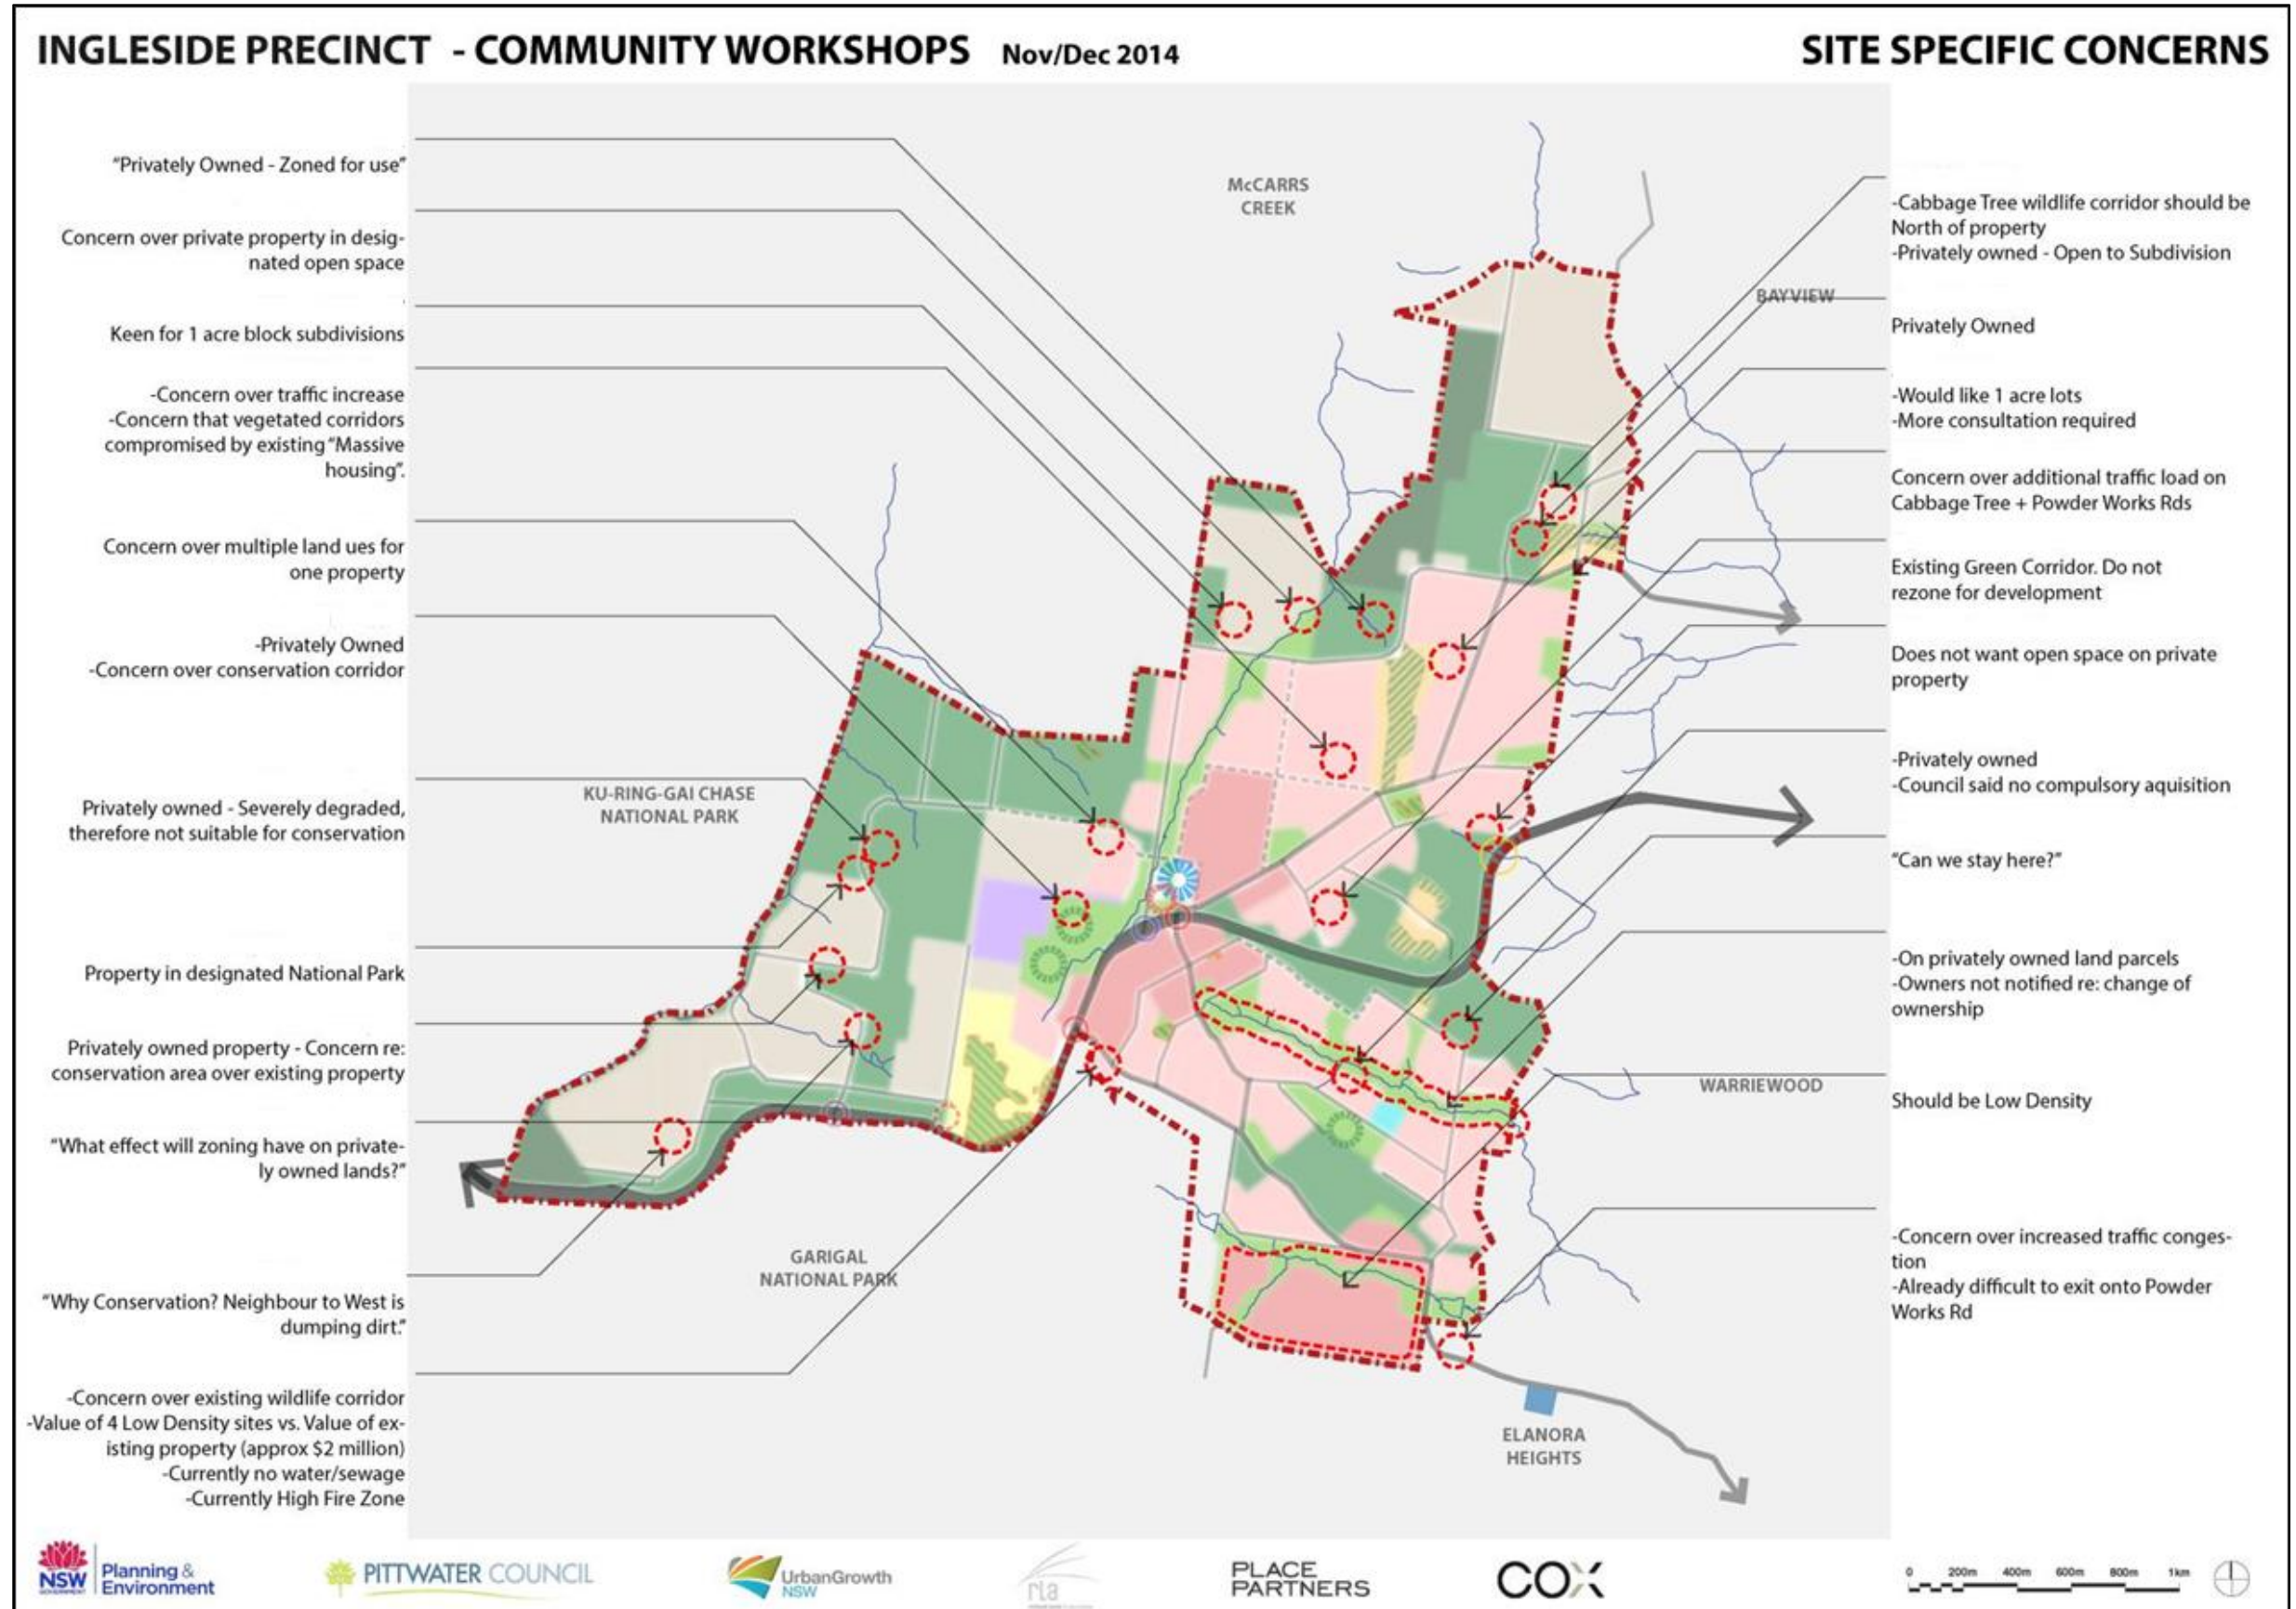 INGLESIDE PRECINCT - COMMUNITY WORKSHOPS Nov/Dec 2014
SITE SPECIFIC CONCERNS
"Privately Owned - Zoned for use"
Concern over private property in desig-
nated open space
Keen for 1 acre block subdivisions
-Concern over traffic increase
-Concern that vegetated corridors
compromised by existing "Massive
housing".
Concern over multiple land ues for
one property
-Privately Owned
-Concern over conservation corridor
Privately owned - Severely degraded,
therefore not suitable for conservation
Property in designated National Park
Privately owned property - Concern re:
conservation area over existing property
"What effect will zoning have on private-
ly owned lands?"
"Why Conservation? Neighbour to West is
dumping dirt."
-Concern over existing wildlife corridor
-Value of 4 Low Density sites vs. Value of ex-
isting property (approx $2 million)
-Currently no water/sewage
-Currently High Fire Zone
McCARRS
CREEK
BAYVIEW
KU-RING-GAI CHASE
NATIONAL PARK
WARRIEWOOD
GARIGAL
NATIONAL PARK
ELANORA
HEIGHTS
-Cabbage Tree wildlife corridor should be
North of property
-Privately owned - Open to Subdivision
Privately Owned
-Would like 1 acre lots
-More consultation required
Concern over additional traffic load on
Cabbage Tree + Powder Works Rds
Existing Green Corridor. Do not
rezone for development
Does not want open space on private
property
-Privately owned
-Council said no compulsory aquisition
"Can we stay here?"
-On privately owned land parcels
-Owners not notified re: change of
ownership
Should be Low Density
-Concern over increased traffic conges-
tion
-Already difficult to exit onto Powder
Works Rd
NSW
GOVERNMENT
Planning &
Environment
PITTWATER COUNCIL
UrbanGrowth
NSW
rla
PLACE
PARTNERS
COX
0 200m 400m 600m 800m 1km